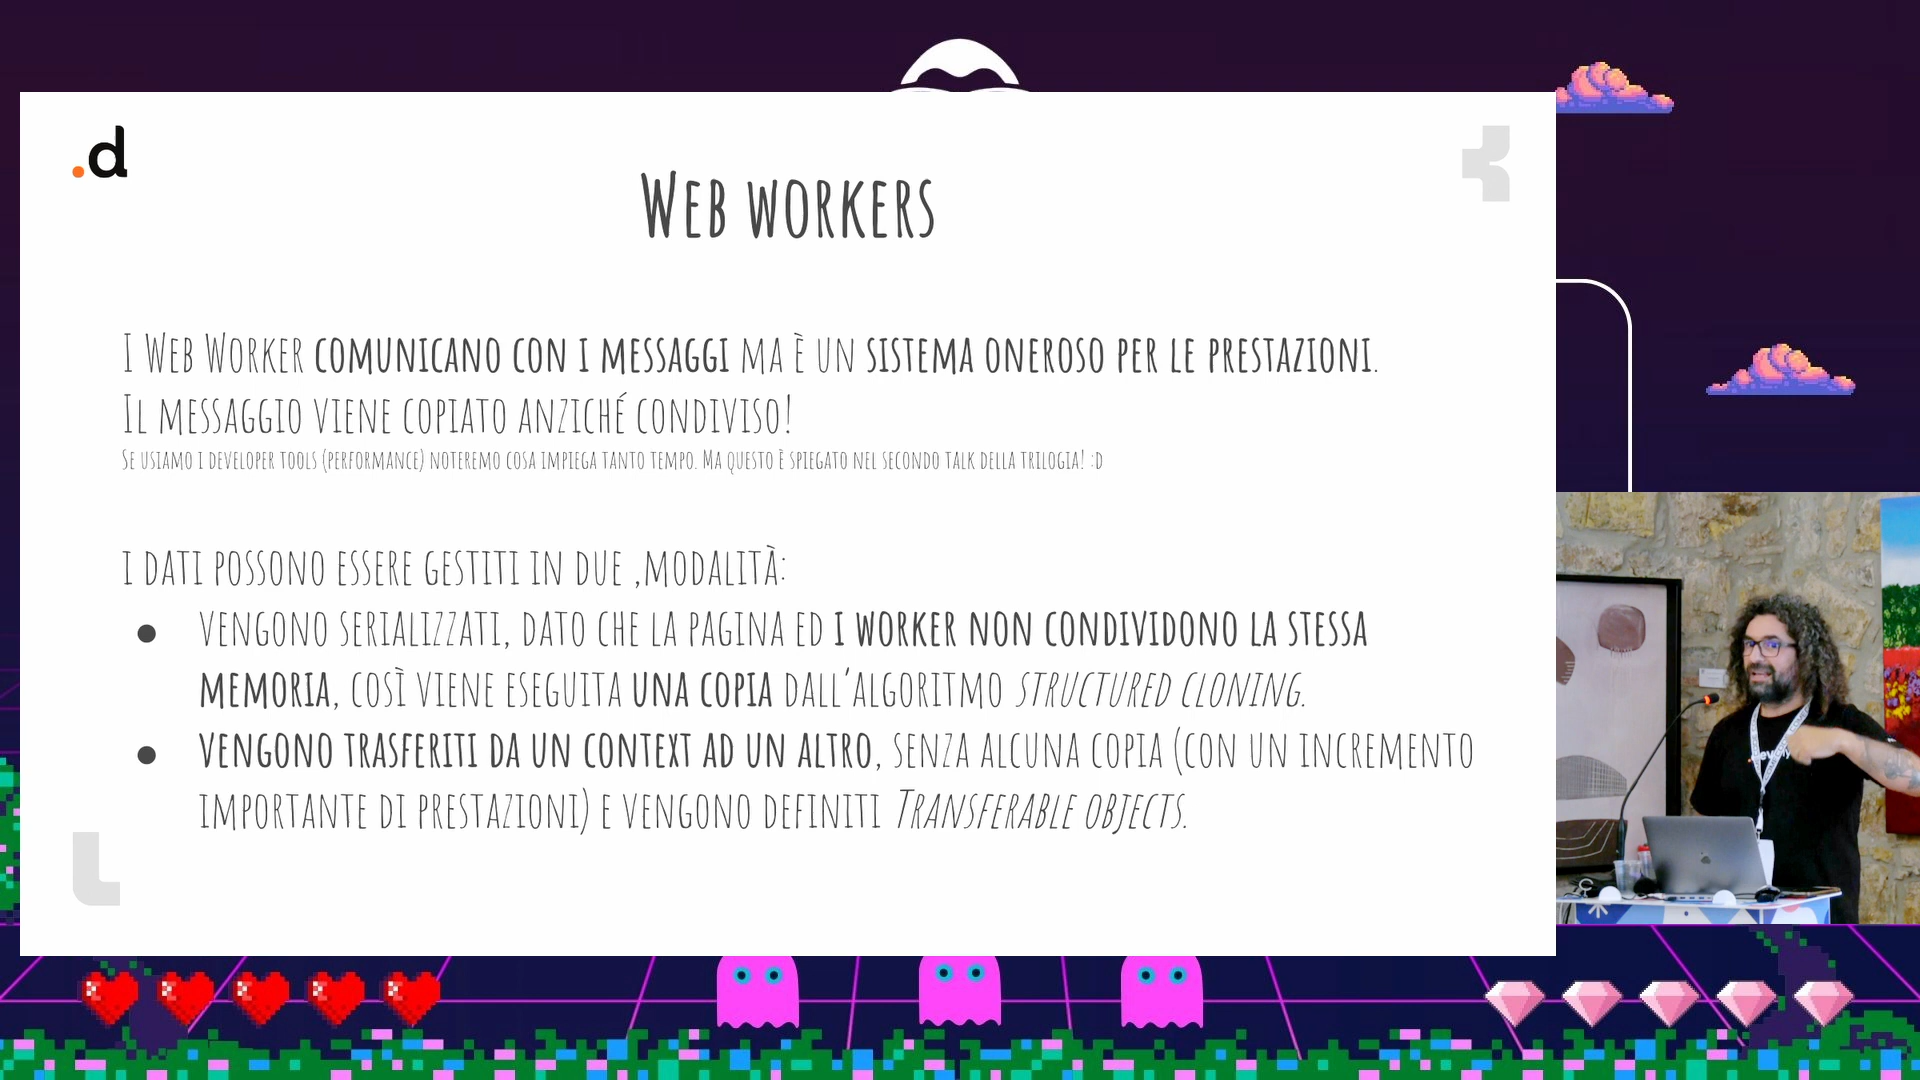 .d
Web workers
I Web Worker comunicano con i messaggi ma è un sistema oneroso per le prestazioni.
Il messaggio viene copiato anziché condiviso!
Se usiamo i developer tools (performance) noteremo cosa impiega tanto tempo. Ma questo è spiegato nel secondo talk della trilogia! :D
I dati possono essere gestiti in due ,modalità:
● vengono serializzati, dato che la pagina ed i worker non condividono la stessa
memoria, così viene eseguita una copia dall'algoritmo structured cloning.
● vengono trasferiti da un context ad un altro, senza alcuna copia (con un incremento
importante di prestazioni) e vengono definiti Transferable objects.